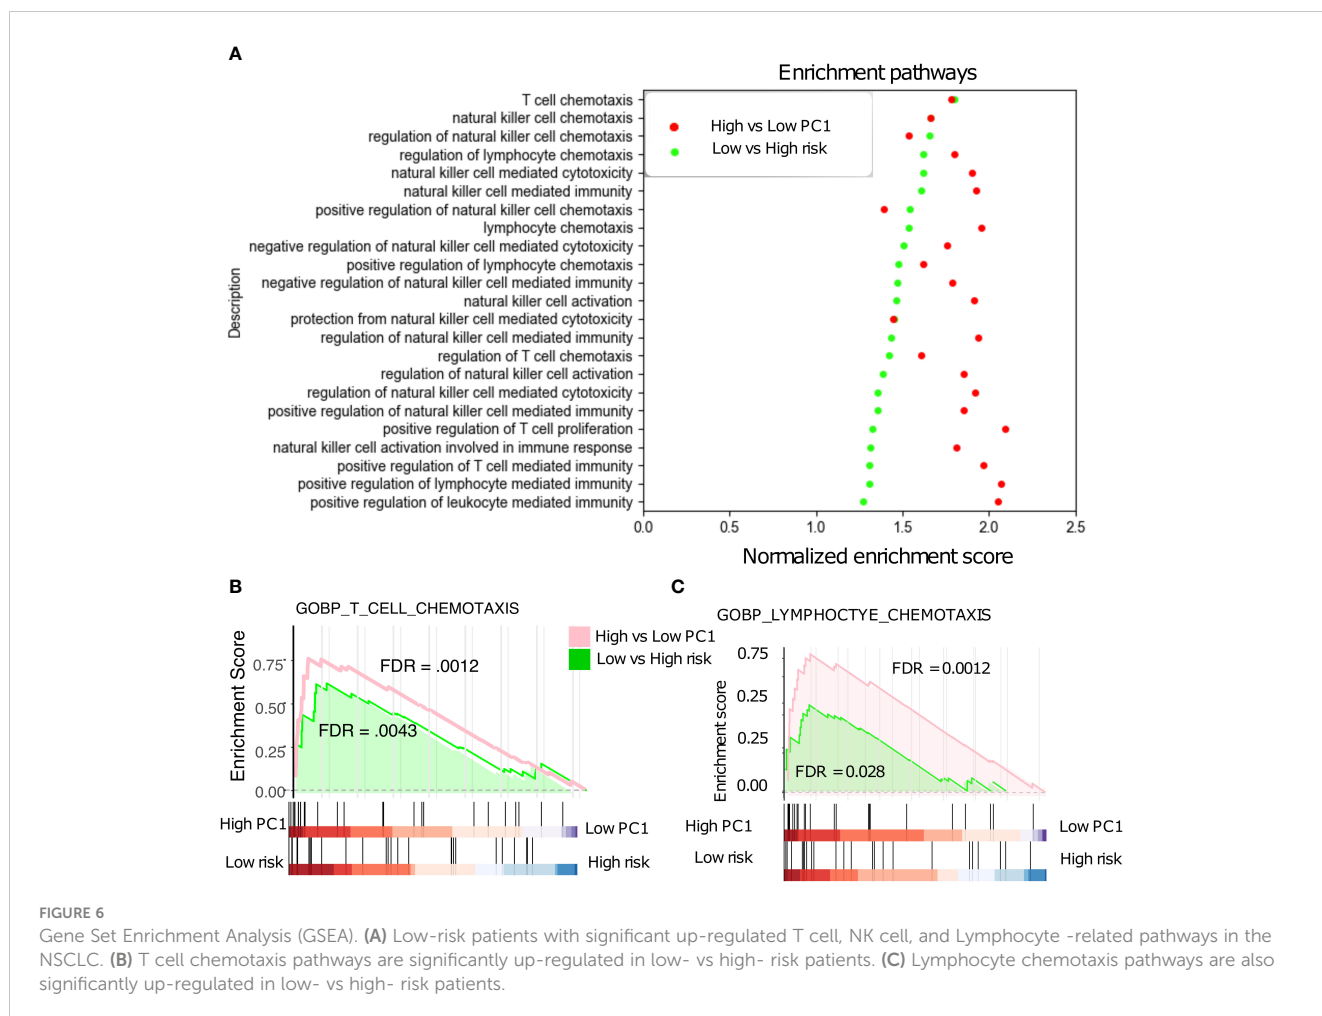 A
Enrichment pathways
T cell chemotaxis
natural killer cell chemotaxis
regulation of natural killer cell chemotaxis
regulation of lymphocyte chemotaxis
natural killer cell mediated cytotoxicity
natural killer cell mediated immunity
positive regulation of natural killer cell chemotaxis
lymphocyte chemotaxis
negative regulation of natural killer cell mediated cytotoxicity
positive regulation of lymphocyte chemotaxis
negative regulation of natural killer cell mediated immunity
natural killer cell activation
protection from natural killer cell mediated cytotoxicity
regulation of natural killer cell mediated immunity
regulation of T cell chemotaxis
regulation of natural killer cell activation
regulation of natural killer cell mediated cytotoxicity
positive regulation of natural killer cell mediated immunity
positive regulation of T cell proliferation
natural killer cell activation involved in immune response
positive regulation of T cell mediated immunity
positive regulation of lymphocyte mediated immunity
positive regulation of leukocyte mediated immunity
Description
High vs Low PC1
Low vs High risk
0.0 0.5 1.0 1.5 2.0 2.5
Normalized enrichment score
B
GOBP_T_CELL_CHEMOTAXIS
High vs Low PC1
Low vs High risk
Enrichment Score
0.75
0.50
0.25
0.00
FDR = .0012
FDR = .0043
High PC1
Low PC1
Low risk
High risk
C
GOBP_LYMPHOCTYE_CHEMOTAXIS
Enrichment score
0.75
0.25
0.25
0.00
FDR = 0.0012
FDR = 0.028
High PC1
Low PC1
Low risk
High risk
FIGURE 6
Gene Set Enrichment Analysis (GSEA). (A) Low-risk patients with significant up-regulated T cell, NK cell, and Lymphocyte -related pathways in the
NSCLC. (B) T cell chemotaxis pathways are significantly up-regulated in low- vs high- risk patients. (C) Lymphocyte chemotaxis pathways are also
significantly up-regulated in low- vs high- risk patients.